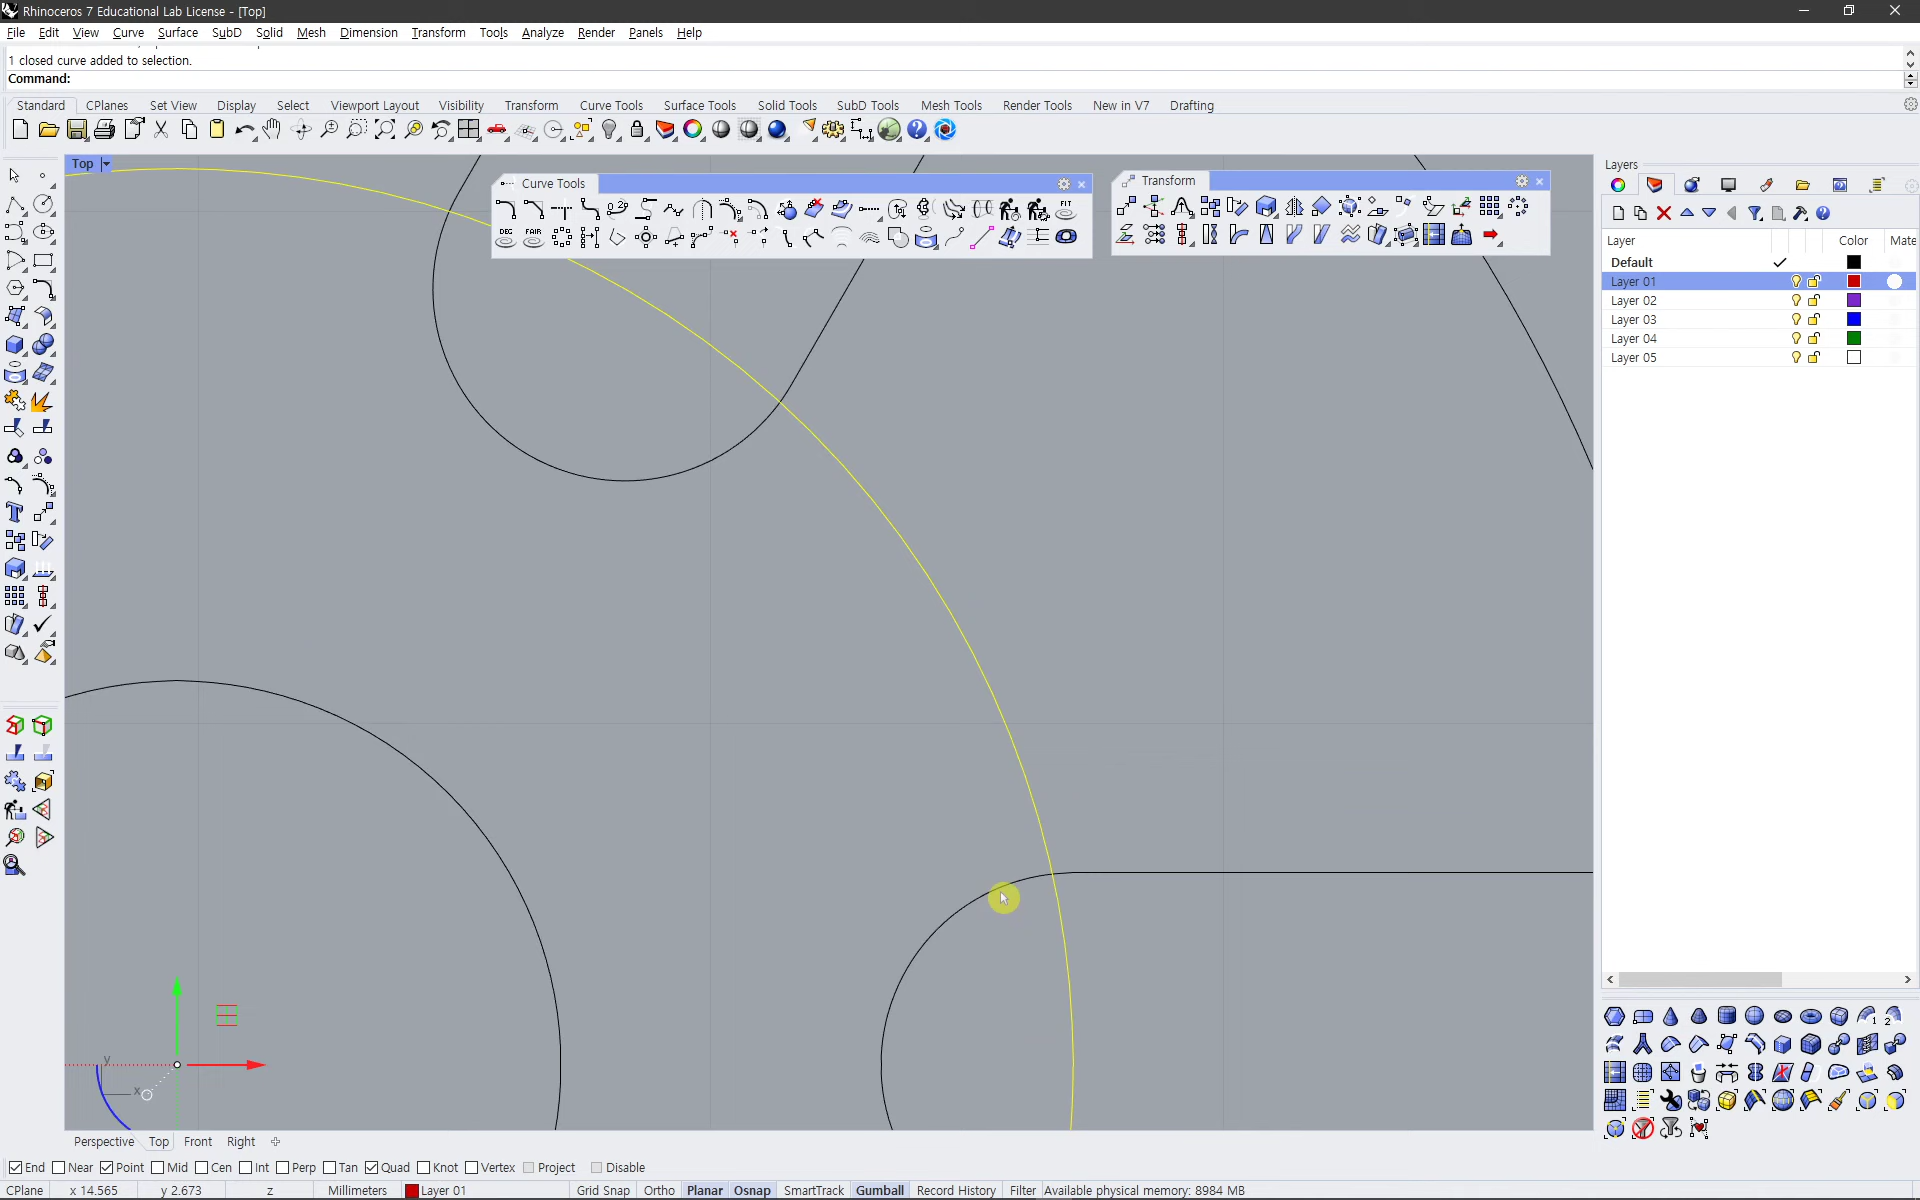 Rhinoceros 7 Educational Lab License - [Top]
File Edit View Curve Surface SubD Solid Mesh Dimension Transform Tools Analyze Render Panels Help
1 closed curve added to selection.
Command:
Standard CPlanes Set View Display Select Viewport Layout Visibility Transform Curve Tools Surface Tools Solid Tools SubD Tools Mesh Tools Render Tools New in V7 Drafting
Top
Curve Tools
Transform
Layers
Layer Color Mate
Default
Layer 01
Layer 02
Layer 03
Layer 04
Layer 05
FIT
DEG FAIR
y
x
Perspective Top Front Right
End Near Point Mid Cen Int Perp Tan Quad Knot Vertex Project Disable
CPlane x 14.565 y 2.673 z Millimeters Layer 01 Grid Snap Ortho Planar Osnap SmartTrack Gumball Record History Filter Available physical memory: 8984 MB